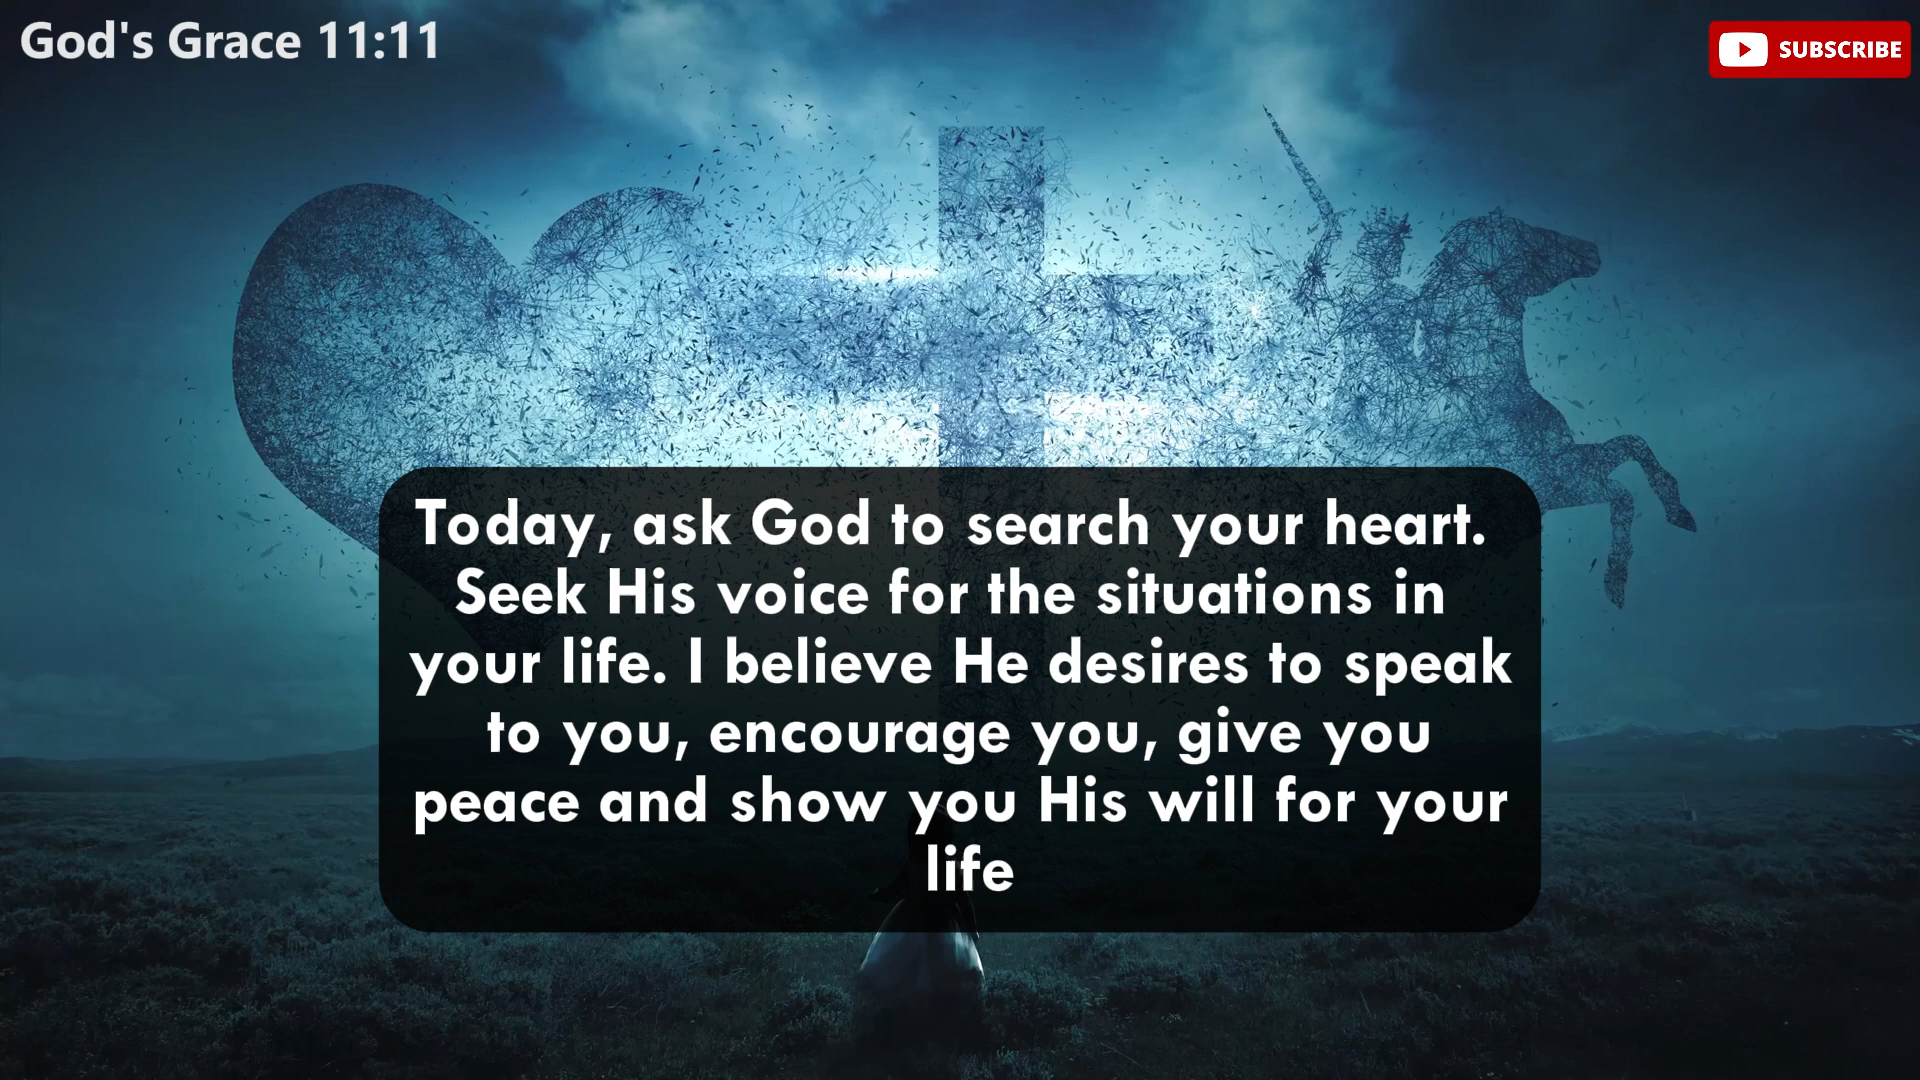 God's Grace 11:11
SUBSCRIBE
Today, ask God to search your heart.
Seek His voice for the situations in
your life. I believe He desires to speak
to you, encourage you, give you
peace and show you His will for your
life